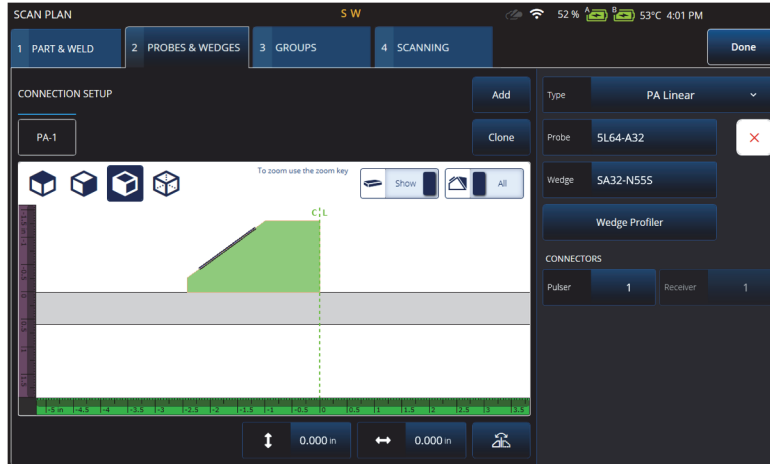 SCAN PLAN
S W
52 %
A
B
53°C 4:01 PM
1 PART & WELD
2 PROBES & WEDGES
3 GROUPS
4 SCANNING
Done
CONNECTION SETUP
Add
Type
PA Linear
PA-1
Clone
Probe
5L64-A32
To zoom use the zoom key
Show
All
Wedge
SA32-N55S
C L
Wedge Profiler
CONNECTORS
Pulser
1
Receiver
1
-5 in -4.5 -4 -3.5 -3 -2.5 -2 -1.5 -1 -0.5 0 0.5 1 1.5 2 2.5 3 3.5
0.000 in
0.000 in